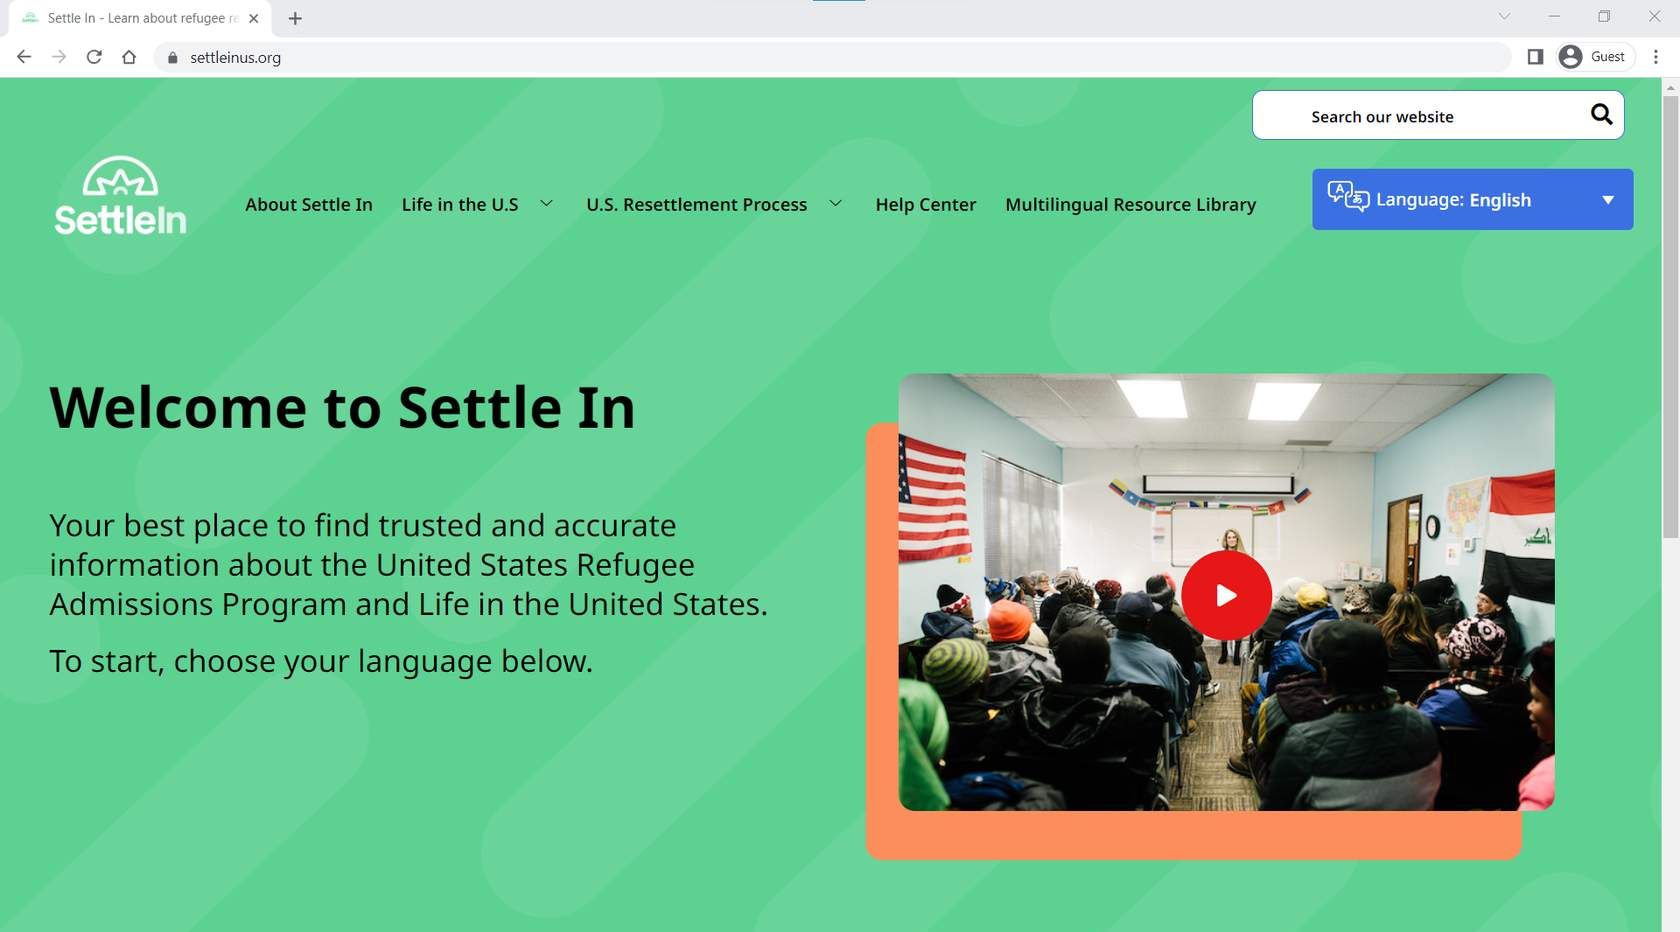 Settle In - Learn about refugee re
settleinus.org
Guest
Search our website
SettleIn
About Settle In
Life in the U.S
U.S. Resettlement Process
Help Center
Multilingual Resource Library
Language: English
Welcome to Settle In
Your best place to find trusted and accurate
information about the United States Refugee
Admissions Program and Life in the United States.
To start, choose your language below.